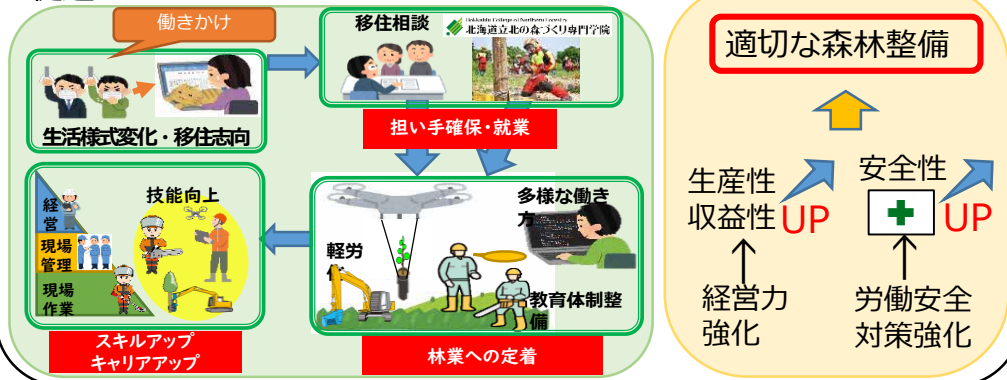 働きかけ
生活様式変化・移住志向
移住相談
Hokkaido College of Northern Forestry
北海道立北の森づくり専門学院
担い手確保・就業
経
営
現場
管理
現場
作業
技能向上
スキルアップ
キャリアアップ
多様な働き
方
軽労
教育体制整
備
林業への定着
適切な森林整備
生産性
収益性
UP
経営力
強化
安全性
UP
労働安全
対策強化